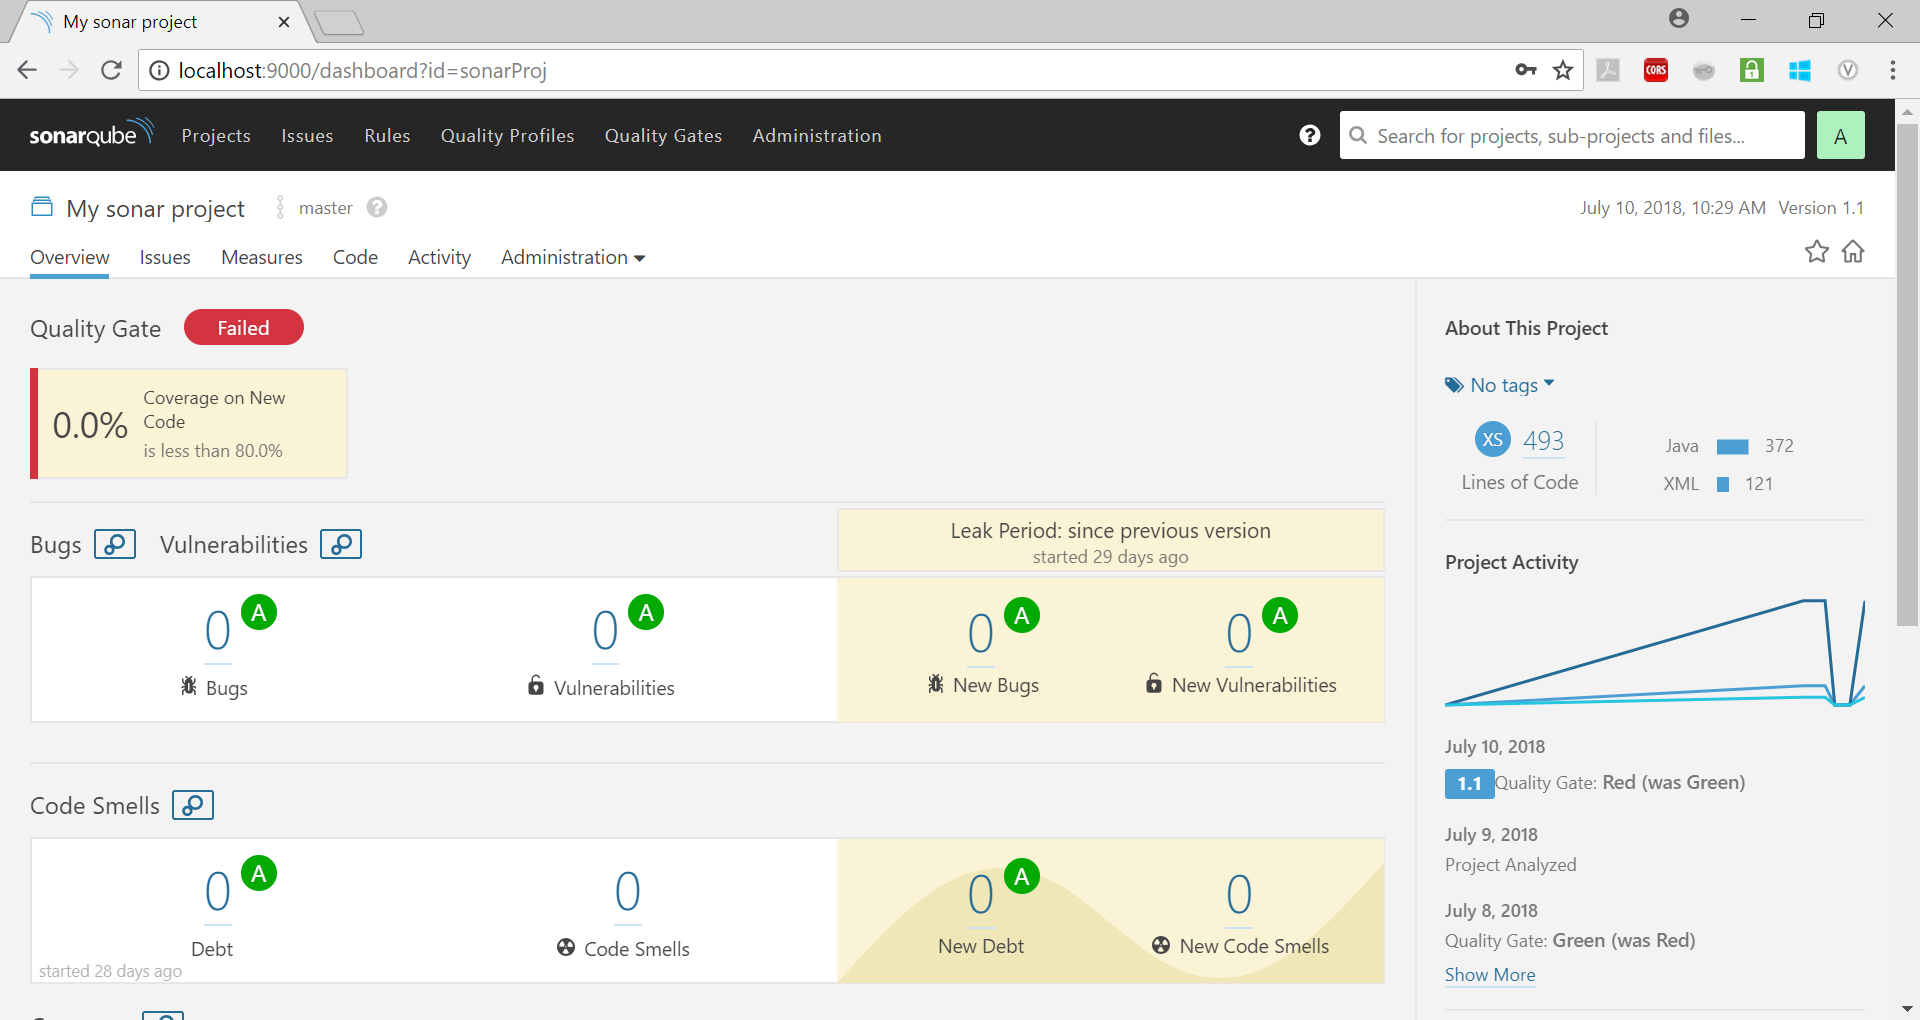 My sonar project
localhost:9000/dashboard?id=sonarProj
CORS
1
V
sonarqube Projects Issues Rules Quality Profiles Quality Gates Administration
? Search for projects, sub-projects and files... A
My sonar project master ?
July 10, 2018, 10:29 AM Version 1.1
Overview Issues Measures Code Activity Administration
Quality Gate Failed
0.0% Coverage on New
Code
is less than 80.0%
Bugs Vulnerabilities
Leak Period: since previous version
started 29 days ago
0 A 0 A 0 A 0 A
Bugs Vulnerabilities New Bugs New Vulnerabilities
Code Smells
0 A 0 0 A 0
Debt Code Smells New Debt New Code Smells
started 28 days ago
About This Project
No tags
XS 493
Lines of Code
Java 372
XML 121
Project Activity
July 10, 2018
1.1 Quality Gate: Red (was Green)
July 9, 2018
Project Analyzed
July 8, 2018
Quality Gate: Green (was Red)
Show More